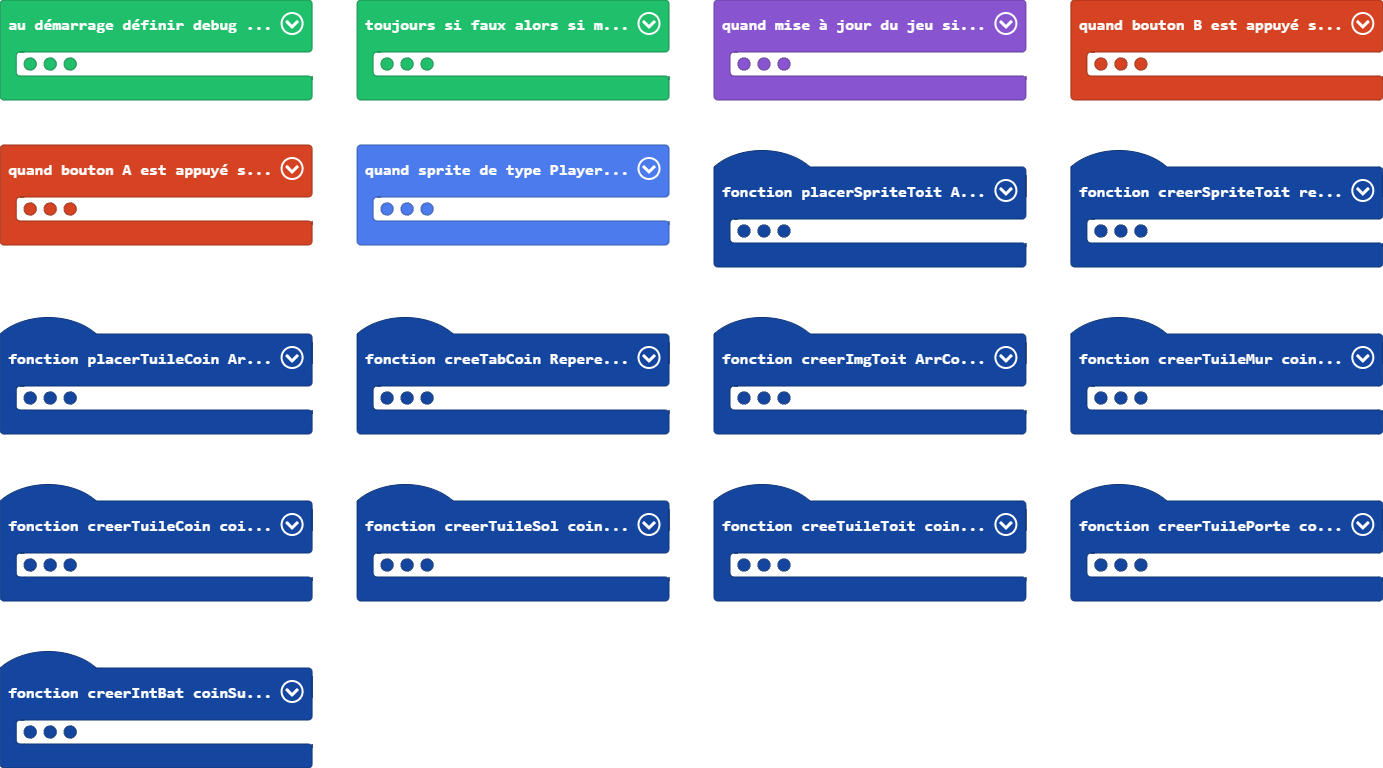 au démarrage définir debug ...
toujours si faux alors si m...
quand mise à jour du jeu si...
quand bouton B est appuyé s...
quand bouton A est appuyé s...
quand sprite de type Player...
fonction placerSpriteToit A...
fonction creerSpriteToit re...
fonction placerTuileCoin Ar...
fonction creeTabCoin Repere...
fonction creerImgToit ArrCo...
fonction creerTuileMur coin...
fonction creerTuileCoin coi...
fonction creerTuileSol coin...
fonction creeTuileToit coin...
fonction creerTuilePorte co...
fonction creerIntBat coinSu...